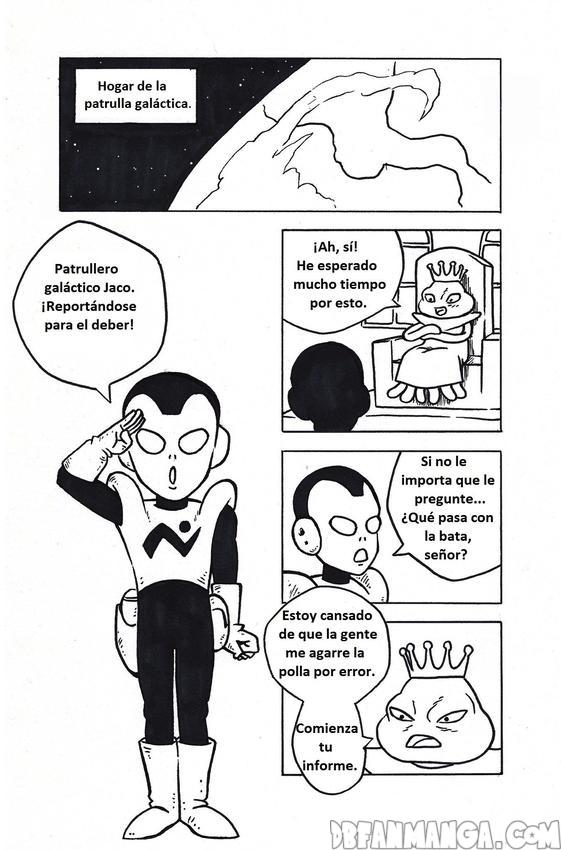 Hogar de la
patrulla galáctica.
Patrullero
galáctico Jaco.
¡Reportándose
para el deber!
¡Ah, sí!
He esperado
mucho tiempo
por esto.
Si no le
importa que le
pregunte...
¿Qué pasa con
la bata,
señor?
Estoy cansado
de que la gente
me agarre la
polla por error.
Comienza
tu
informe.
DBFANMANGA.COM